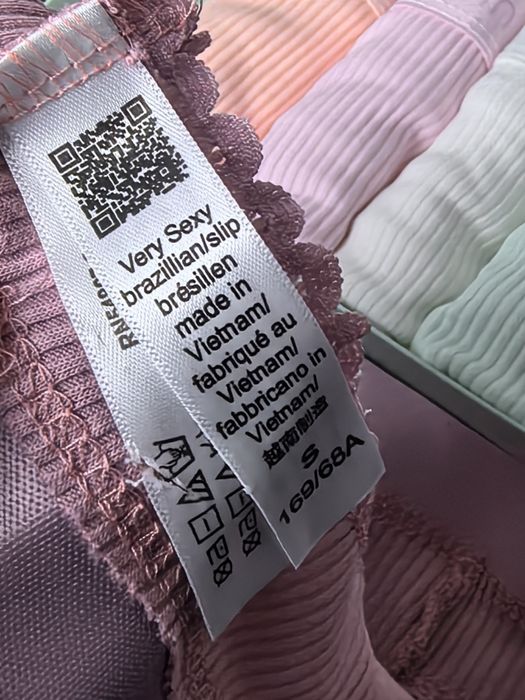 Very Sexy
brazillian/slip
brésillen
made in
Vietnam/
fabriqué au
Vietnam/
fabbricano in
Vietnam/
越南制造
S
169/68A